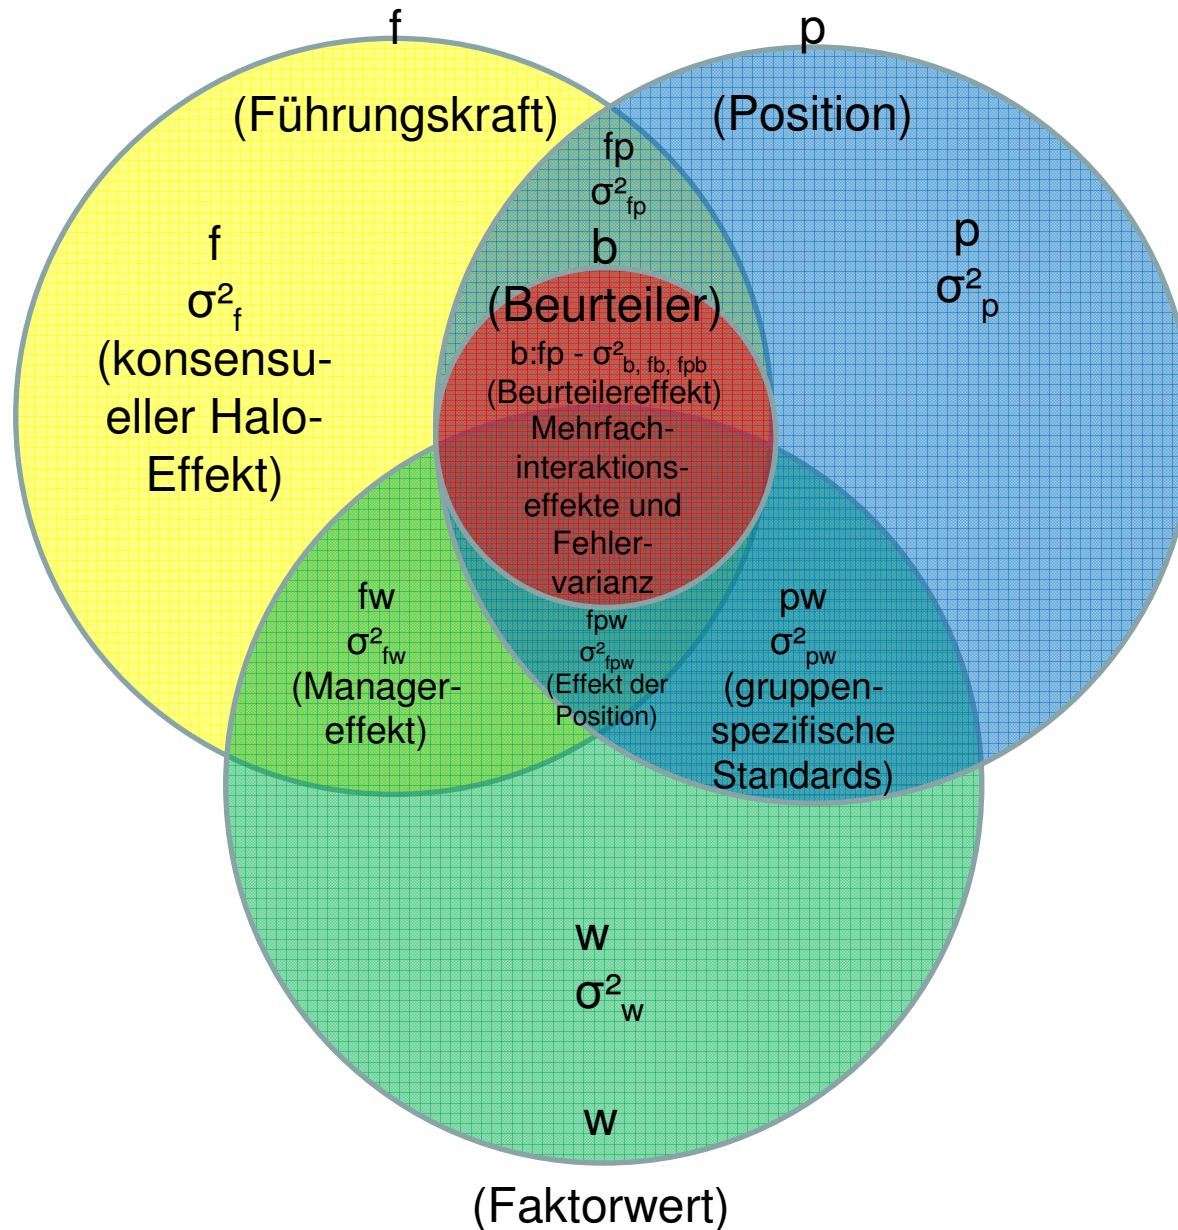 f
(Führungskraft)
f
σ²f
(konsensu-
eller Halo-
Effekt)
p
(Position)
p
σ²p
fp
σ²fp
b
(Beurteiler)
b:fp - σ²b, fb, fpb
(Beurteilereffekt)
Mehrfach-
interaktions-
effekte und
Fehler-
varianz
fw
σ²fw
(Manager-
effekt)
fpw
σ²fpw
(Effekt der
Position)
pw
σ²pw
(gruppen-
spezifische
Standards)
w
σ²w
w
(Faktorwert)